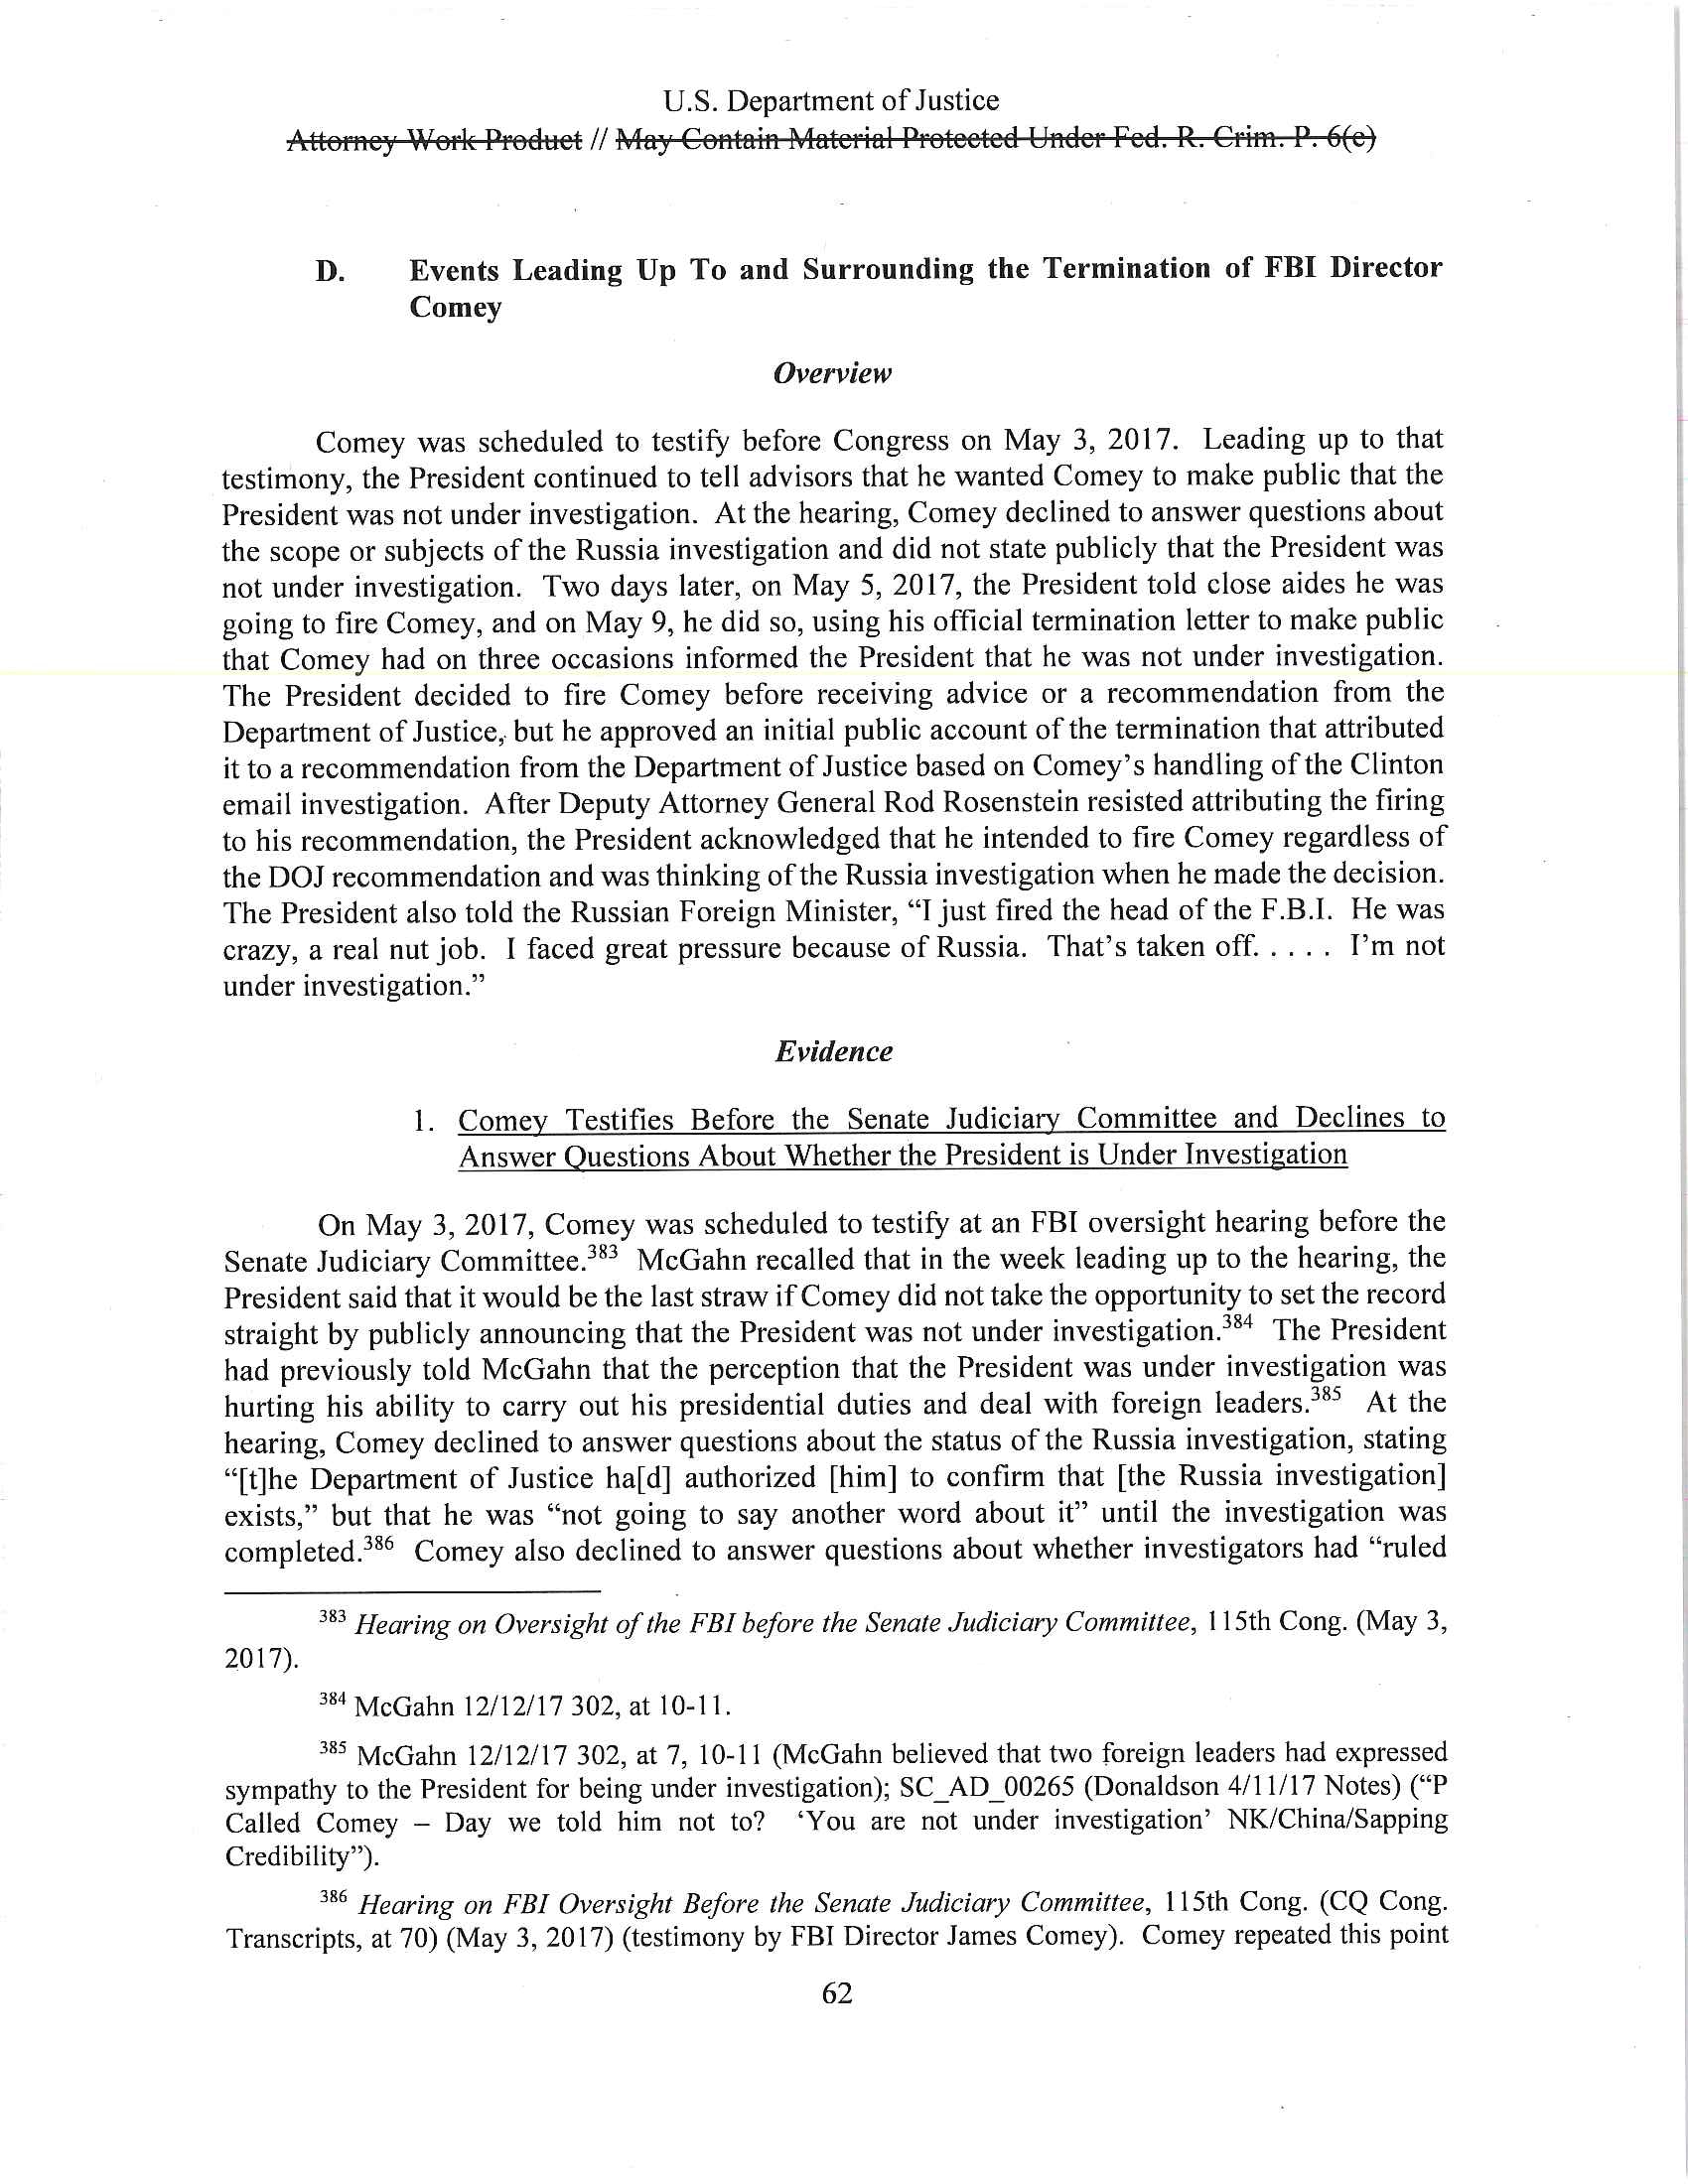 U.S. Department of Justice
Attorney Work Product // May Contain Material Protected Under Fed. R. Crim. P. 6(e)
D. Events Leading Up To and Surrounding the Termination of FBI Director
Comey
Overview
Comey was scheduled to testify before Congress on May 3, 2017. Leading up to that
testimony, the President continued to tell advisors that he wanted Comey to make public that the
President was not under investigation. At the hearing, Comey declined to answer questions about
the scope or subjects of the Russia investigation and did not state publicly that the President was
not under investigation. Two days later, on May 5, 2017, the President told close aides he was
going to fire Comey, and on May 9, he did so, using his official termination letter to make public
that Comey had on three occasions informed the President that he was not under investigation.
The President decided to fire Comey before receiving advice or a recommendation from the
Department of Justice, but he approved an initial public account of the termination that attributed
it to a recommendation from the Department of Justice based on Comey's handling of the Clinton
email investigation. After Deputy Attorney General Rod Rosenstein resisted attributing the firing
to his recommendation, the President acknowledged that he intended to fire Comey regardless of
the DOJ recommendation and was thinking of the Russia investigation when he made the decision.
The President also told the Russian Foreign Minister, “I just fired the head of the F.B.I. He was
crazy, a real nut job. I faced great pressure because of Russia. That's taken off. . . . . I'm not
under investigation.”
Evidence
1. Comey Testifies Before the Senate Judiciary Committee and Declines to
Answer Questions About Whether the President is Under Investigation
On May 3, 2017, Comey was scheduled to testify at an FBI oversight hearing before the
Senate Judiciary Committee.383 McGahn recalled that in the week leading up to the hearing, the
President said that it would be the last straw if Comey did not take the opportunity to set the record
straight by publicly announcing that the President was not under investigation.384 The President
had previously told McGahn that the perception that the President was under investigation was
hurting his ability to carry out his presidential duties and deal with foreign leaders.385 At the
hearing, Comey declined to answer questions about the status of the Russia investigation, stating
“[t]he Department of Justice ha[d] authorized [him] to confirm that [the Russia investigation]
exists,” but that he was “not going to say another word about it” until the investigation was
completed.386 Comey also declined to answer questions about whether investigators had “ruled
383 Hearing on Oversight of the FBI before the Senate Judiciary Committee, 115th Cong. (May 3,
2017).
384 McGahn 12/12/17 302, at 10-11.
385 McGahn 12/12/17 302, at 7, 10-11 (McGahn believed that two foreign leaders had expressed
sympathy to the President for being under investigation); SC_AD_00265 (Donaldson 4/11/17 Notes) (“P
Called Comey – Day we told him not to? ‘You are not under investigation’ NK/China/Sapping
Credibility”).
386 Hearing on FBI Oversight Before the Senate Judiciary Committee, 115th Cong. (CQ Cong.
Transcripts, at 70) (May 3, 2017) (testimony by FBI Director James Comey). Comey repeated this point
62